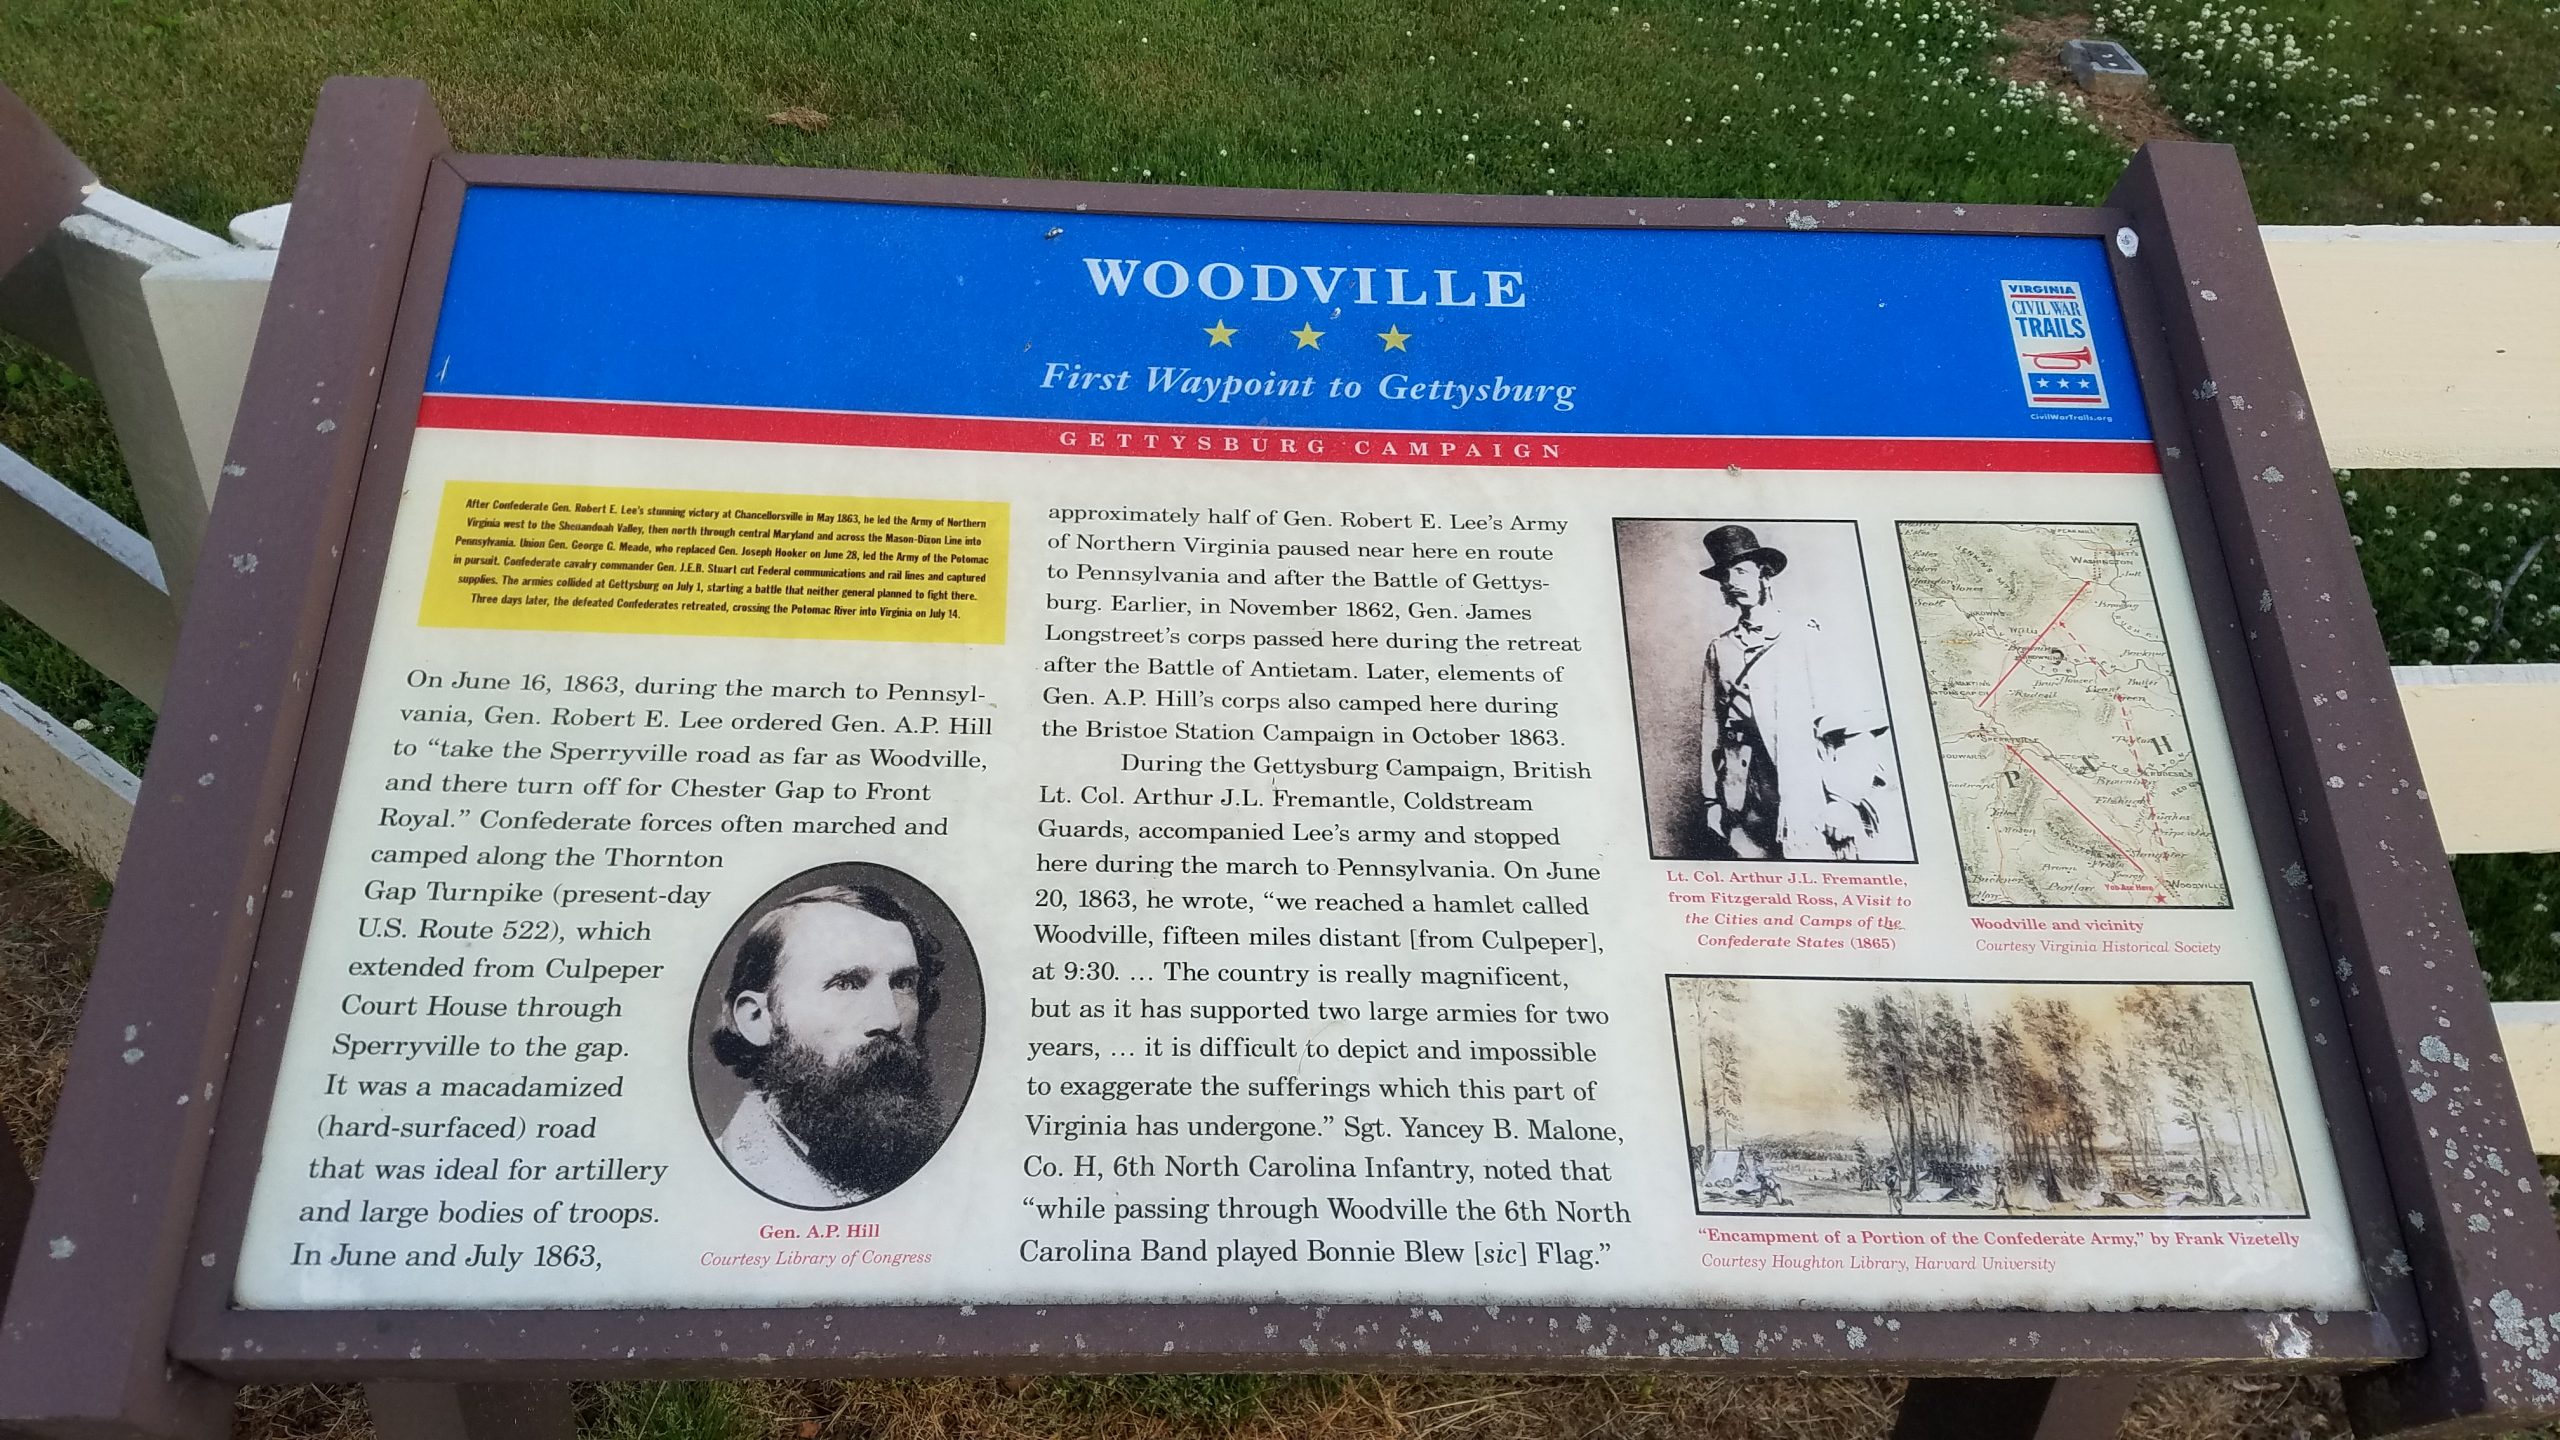 WOODVILLE
First Waypoint to Gettysburg
VIRGINIA
CIVIL WAR
TRAILS
CivilWarTrails.org
GETTYSBURG CAMPAIGN
After Confederate Gen. Robert E. Lee's stunning victory at Chancellorsville in May 1863, he led the Army of Northern
Virginia west to the Shenandoah Valley, then north through central Maryland and across the Mason-Dixon Line into
Pennsylvania. Union Gen. George G. Meade, who replaced Gen. Joseph Hooker on June 28, led the Army of the Potomac
in pursuit. Confederate cavalry commander Gen. J.E.B. Stuart cut Federal communications and rail lines and captured
supplies. The armies collided at Gettysburg on July 1, starting a battle that neither general planned to fight there.
Three days later, the defeated Confederates retreated, crossing the Potomac River into Virginia on July 14.
On June 16, 1863, during the march to Pennsyl-
vania, Gen. Robert E. Lee ordered Gen. A.P. Hill
to “take the Sperryville road as far as Woodville,
and there turn off for Chester Gap to Front
Royal.” Confederate forces often marched and
camped along the Thornton
Gap Turnpike (present-day
U.S. Route 522), which
extended from Culpeper
Court House through
Sperryville to the gap.
It was a macadamized
(hard-surfaced) road
that was ideal for artillery
and large bodies of troops.
In June and July 1863,
Gen. A.P. Hill
Courtesy Library of Congress
approximately half of Gen. Robert E. Lee's Army
of Northern Virginia paused near here en route
to Pennsylvania and after the Battle of Gettys-
burg. Earlier, in November 1862, Gen. James
Longstreet's corps passed here during the retreat
after the Battle of Antietam. Later, elements of
Gen. A.P. Hill's corps also camped here during
the Bristoe Station Campaign in October 1863.
During the Gettysburg Campaign, British
Lt. Col. Arthur J.L. Fremantle, Coldstream
Guards, accompanied Lee's army and stopped
here during the march to Pennsylvania. On June
20, 1863, he wrote, “we reached a hamlet called
Woodville, fifteen miles distant [from Culpeper],
at 9:30. … The country is really magnificent,
but as it has supported two large armies for two
years, … it is difficult to depict and impossible
to exaggerate the sufferings which this part of
Virginia has undergone.” Sgt. Yancey B. Malone,
Co. H, 6th North Carolina Infantry, noted that
“while passing through Woodville the 6th North
Carolina Band played Bonnie Blew [sic] Flag.”
Lt. Col. Arthur J.L. Fremantle,
from Fitzgerald Ross, A Visit to
the Cities and Camps of the
Confederate States (1865)
WASHINGTON
P
A
H
You Are Here
WOODVILLE
Woodville and vicinity
Courtesy Virginia Historical Society
“Encampment of a Portion of the Confederate Army,” by Frank Vizetelly
Courtesy Houghton Library, Harvard University